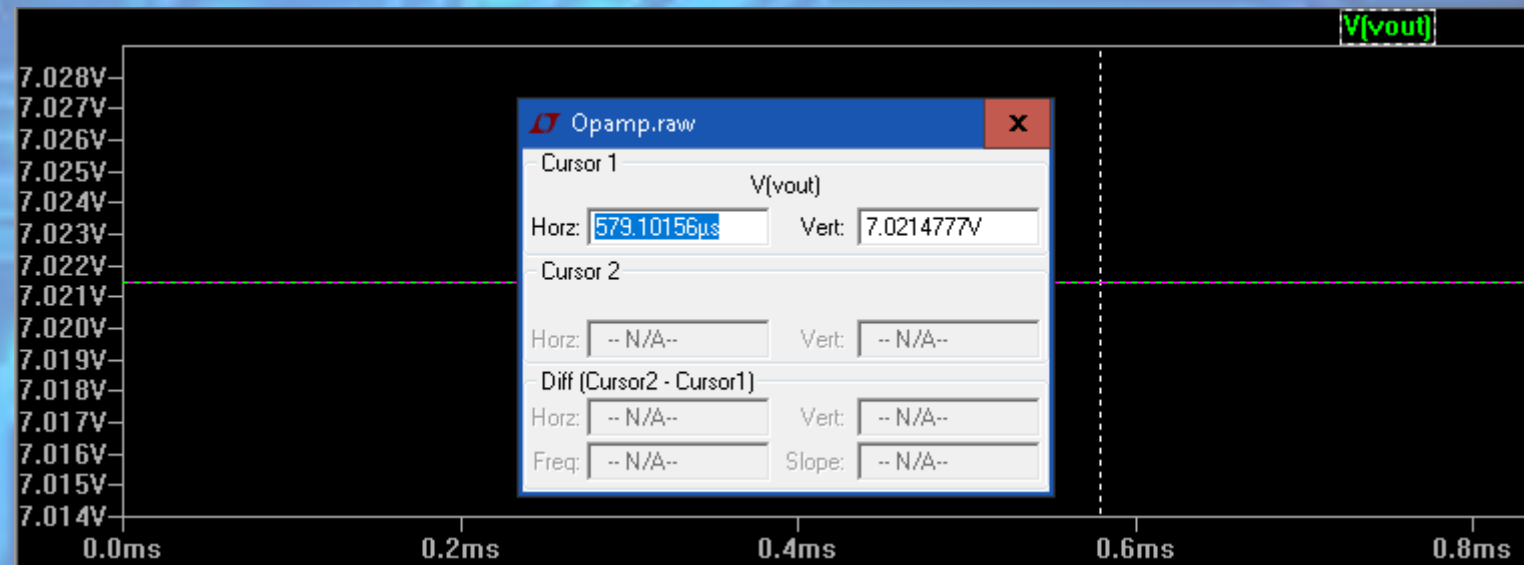 V(vout)
7.028V
7.027V
7.026V
7.025V
7.024V
7.023V
7.022V
7.021V
7.020V
7.019V
7.018V
7.017V
7.016V
7.015V
7.014V
0.0ms 0.2ms 0.4ms 0.6ms 0.8ms
Opamp.raw x
Cursor 1
V(vout)
Horz: 579.10156µs Vert: 7.0214777V
Cursor 2
Horz: -- N/A-- Vert: -- N/A--
Diff (Cursor2 - Cursor1)
Horz: -- N/A-- Vert: -- N/A--
Freq: -- N/A-- Slope: -- N/A--